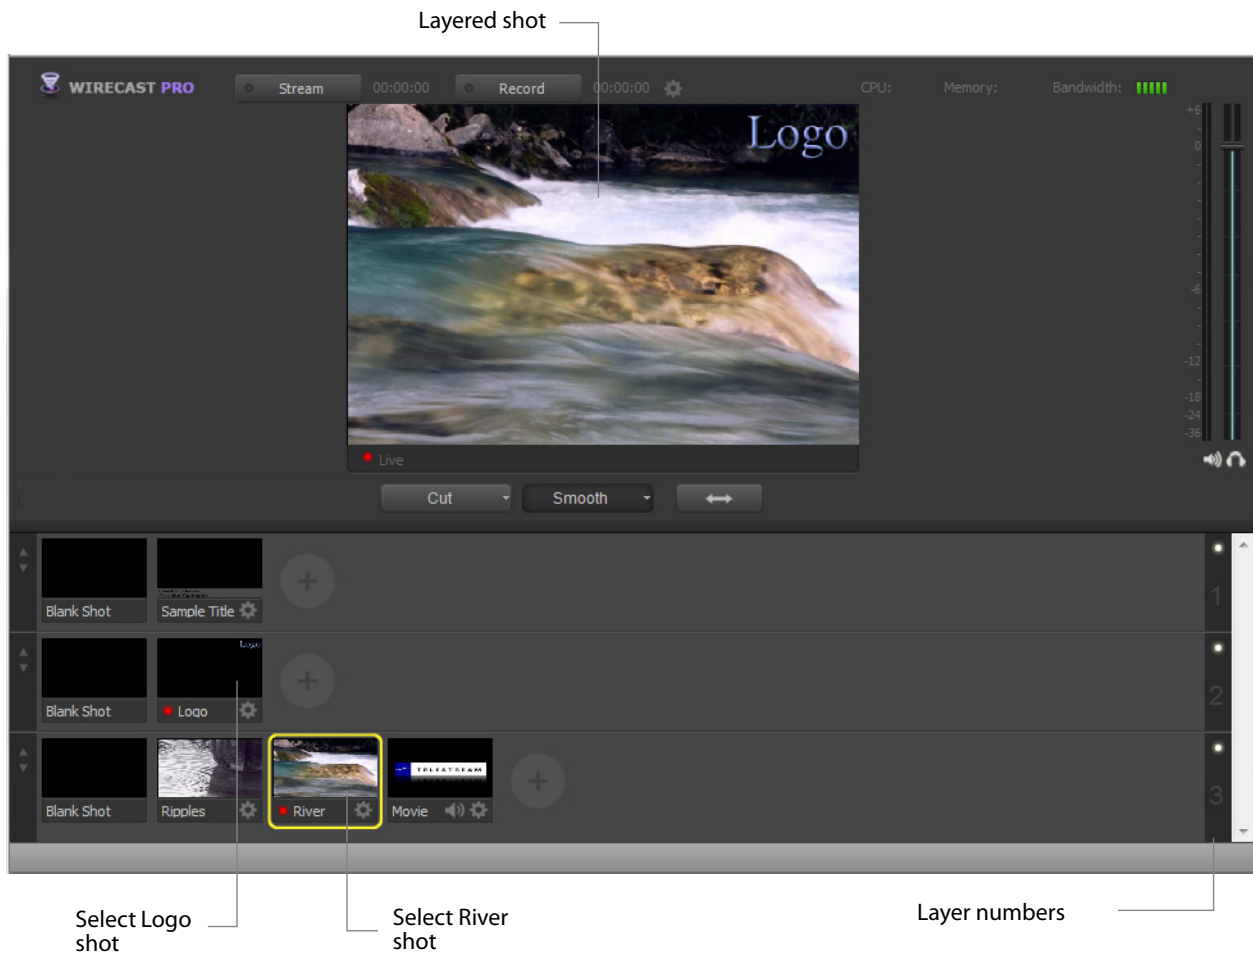 Layered shot
WIRECAST PRO
Stream
00:00:00
Record
00:00:00
CPU:
Memory:
Bandwidth:
Logo
+6
0
-6
-12
-18
-24
-36
Live
Cut
Smooth
Blank Shot
Sample Title
1
Logo
Blank Shot
Logo
2
TELESTREAM
Blank Shot
Ripples
River
Movie
3
Select Logo
shot
Select River
shot
Layer numbers